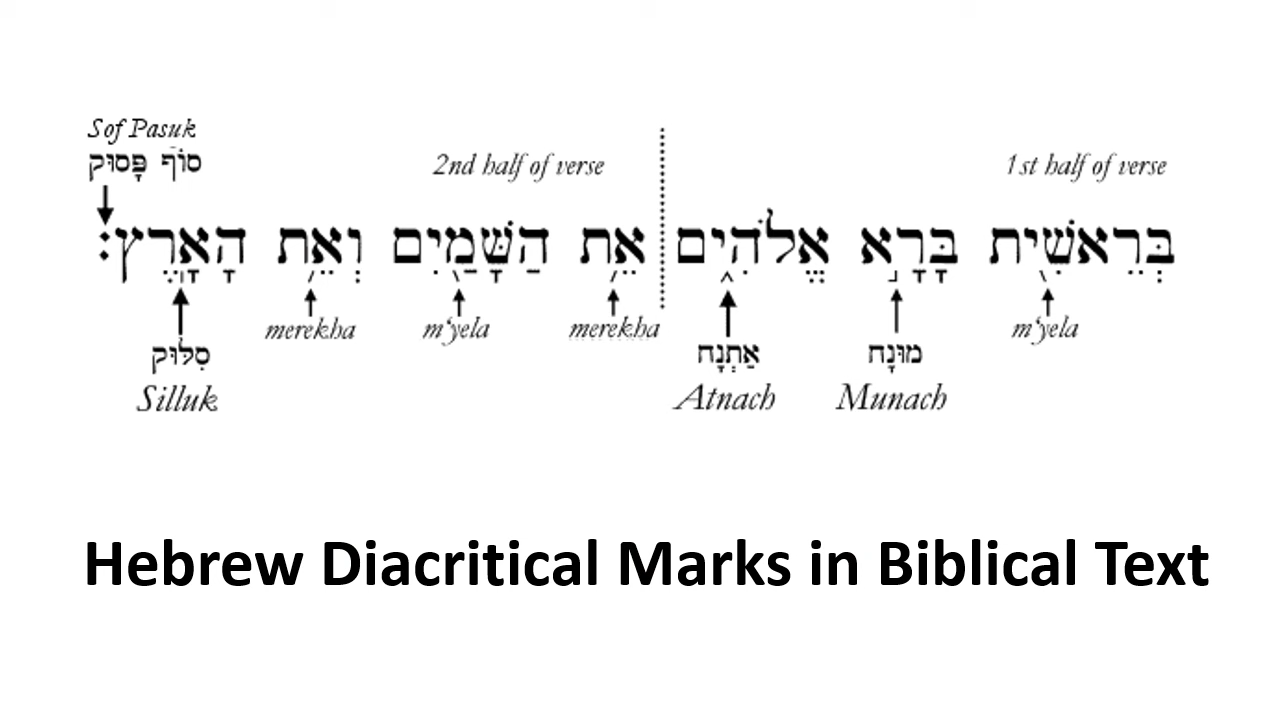 Sof Pasuk
סוֹף פָּסוּק
2nd half of verse
1st half of verse
בְּרֵאשִׁ֖ית בָּרָ֣א אֱלֹהִ֑ים אֵ֥ת הַשָּׁמַ֖יִם וְאֵ֥ת הָאָֽרֶץ׃
merekha
m'yela
merekha
m'yela
סִלּוּק
אַתְנָח
מוּנָח
Silluk
Atnach
Munach
Hebrew Diacritical Marks in Biblical Text